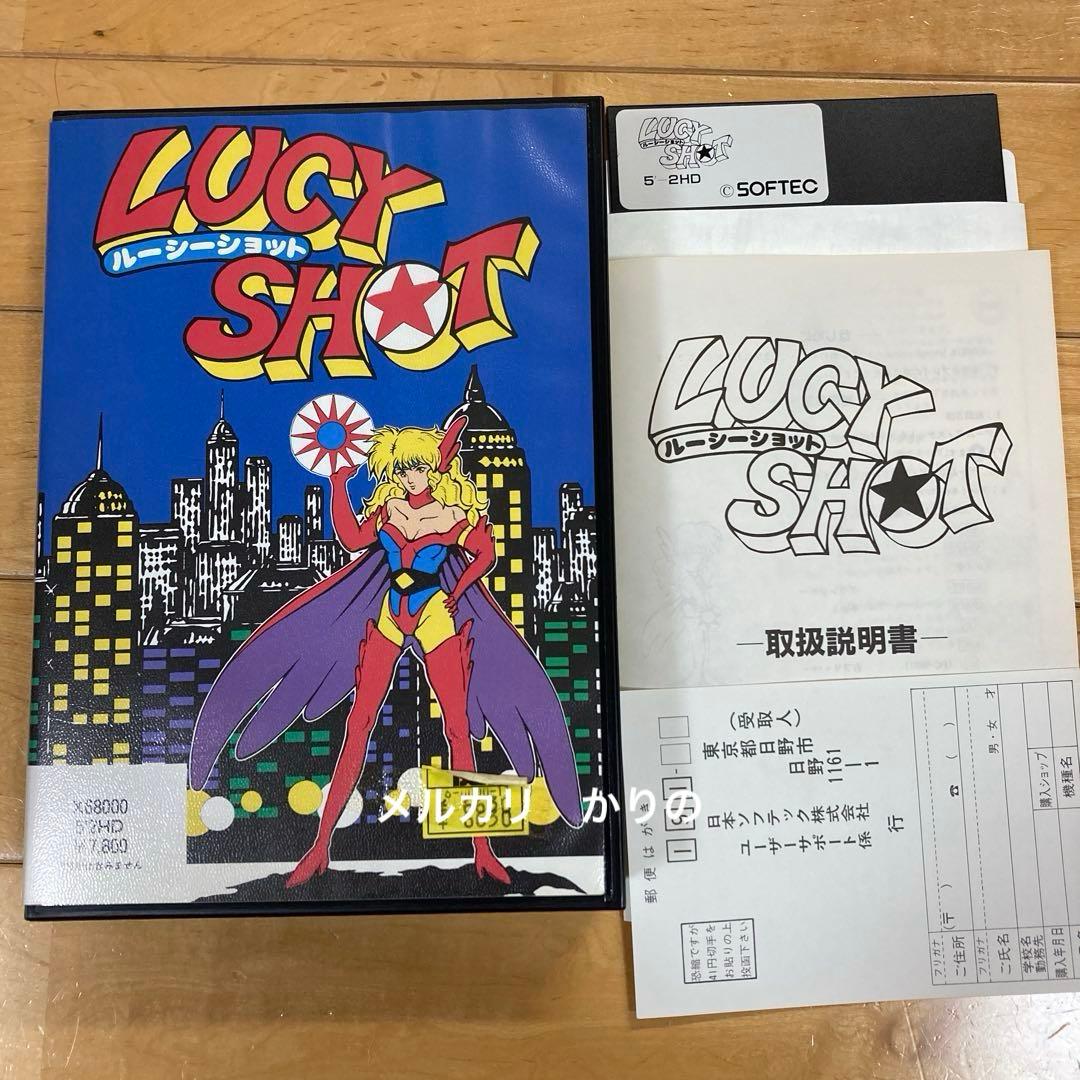 LUCY
ルーシーショット
SHOT
X68000
5'2HD
¥7,800
メルカリ かりの
LUCY
ルーシーショット
SHOT
5'-2HD
©SOFTEC
LUCY
ルーシーショット
SHOT
―取扱説明書―
郵便はがき
(受取人)
東京都日野市
日野1161―1
日本ソフテック株式会社
ユーザーサポート係
行
恐縮ですが
41円切手を
お貼りの上
投函下さい
フリガナ
ご住所
(〒 )
☎ ( )
フリガナ
ご氏名
男・女 才
学校名
勤務先
購入年月日
購入ショップ
機種名